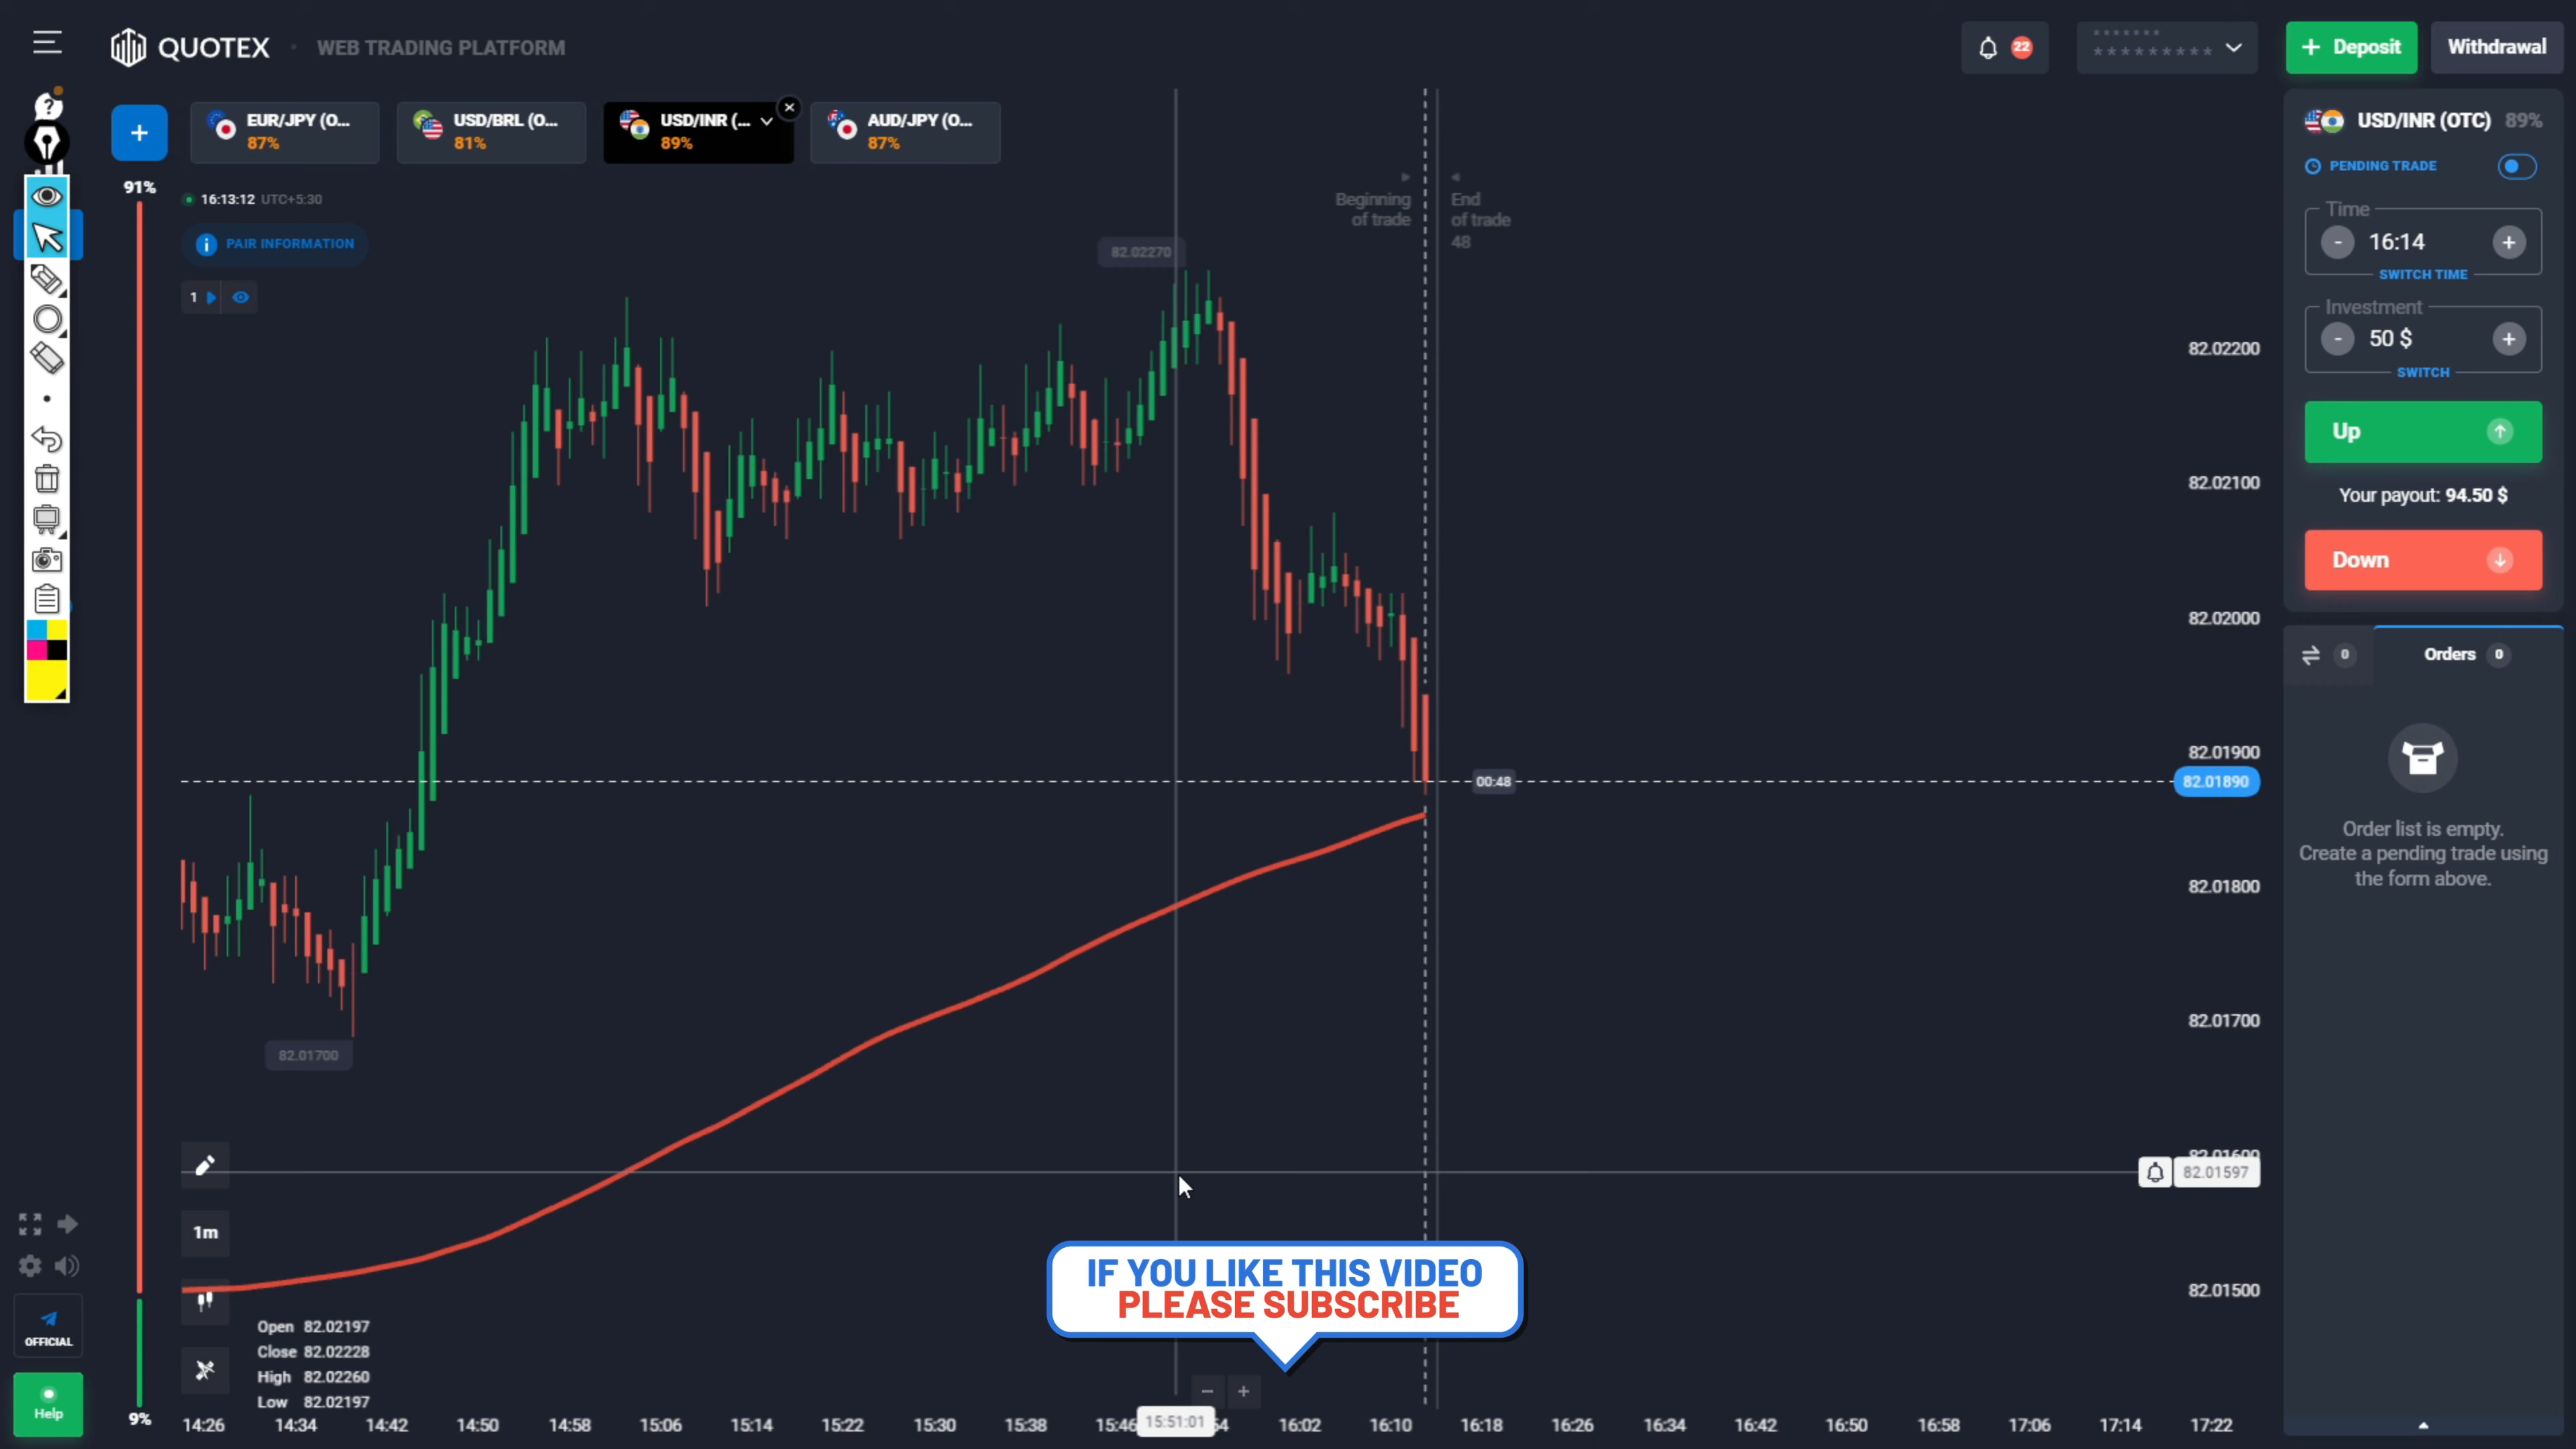 QUOTEX
WEB TRADING PLATFORM
22
*******
*********
+ Deposit
Withdrawal
+
EUR/JPY (O...
87%
USD/BRL (O...
81%
USD/INR (...
89%
AUD/JPY (O...
87%
USD/INR (OTC) 89%
PENDING TRADE
91%
16:13:12 UTC+5:30
PAIR INFORMATION
1
Beginning
of trade
End
of trade
48
82.02270
Time
- 16:14 +
SWITCH TIME
Investment
- 50 $ +
SWITCH
Up
Your payout: 94.50 $
Down
0
Orders 0
Order list is empty.
Create a pending trade using
the form above.
82.02200
82.02100
82.02000
82.01900
00:48
82.01890
82.01800
82.01700
82.01700
82.01600
82.01597
82.01500
1m
IF YOU LIKE THIS VIDEO
PLEASE SUBSCRIBE
OFFICIAL
Help
Open 82.02197
Close 82.02228
High 82.02260
Low 82.02197
- +
9%
14:26 14:34 14:42 14:50 14:58 15:06 15:14 15:22 15:30 15:38 15:46 15:51:01 54 16:02 16:10 16:18 16:26 16:34 16:42 16:50 16:58 17:06 17:14 17:22